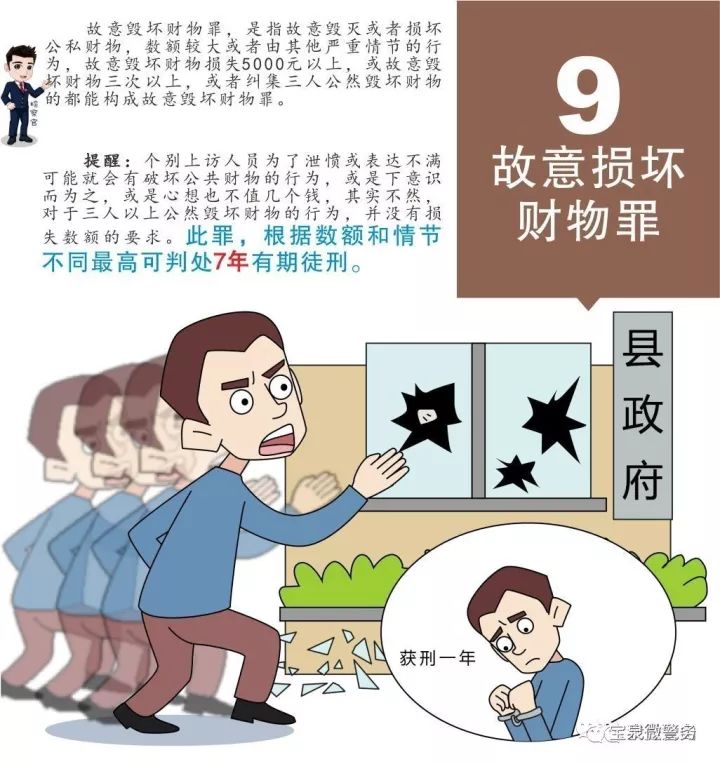 故意毁坏财物罪，是指故意毁灭或者损坏
公私财物，数额较大或者由其他严重情节的行
为，故意毁坏财物损失5000元以上，或故意毁
坏财物三次以上，或者纠集三人公然毁坏财物
的都能构成故意毁坏财物罪。
检察官
提醒：个别上访人员为了泄愤或表达不满
可能就会有破坏公共财物的行为，或是下意识
而为之，或是心想也不值几个钱，其实不然，
对于三人以上公然毁坏财物的行为，并没有损
失数额的要求。此罪，根据数额和情节
不同最高可判处7年有期徒刑。
9
故意损坏
财物罪
县政府
获刑一年
宝泉微警务